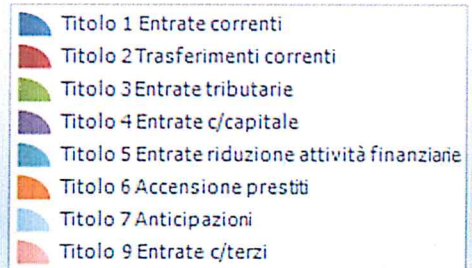 Titolo 1 Entrate correnti
Titolo 2 Trasferimenti correnti
Titolo 3 Entrate tributarie
Titolo 4 Entrate c/capitale
Titolo 5 Entrate riduzione attività finanziarie
Titolo 6 Accensione prestiti
Titolo 7 Anticipazioni
Titolo 9 Entrate c/terzi